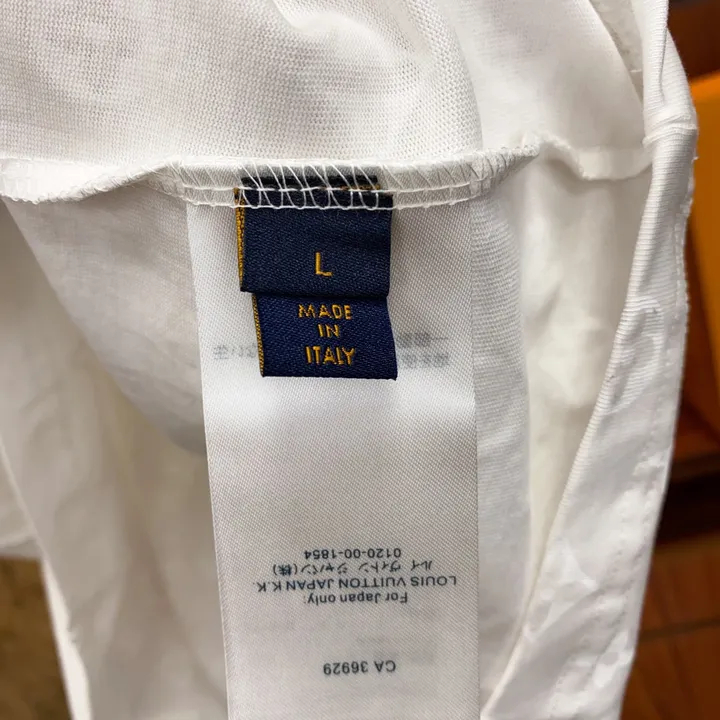 L
MADE
IN
ITALY
CA 36929
For Japan only:
LOUIS VUITTON JAPAN K.K.
ルイ ヴィトン ジャパン(株)
0120-00-1854